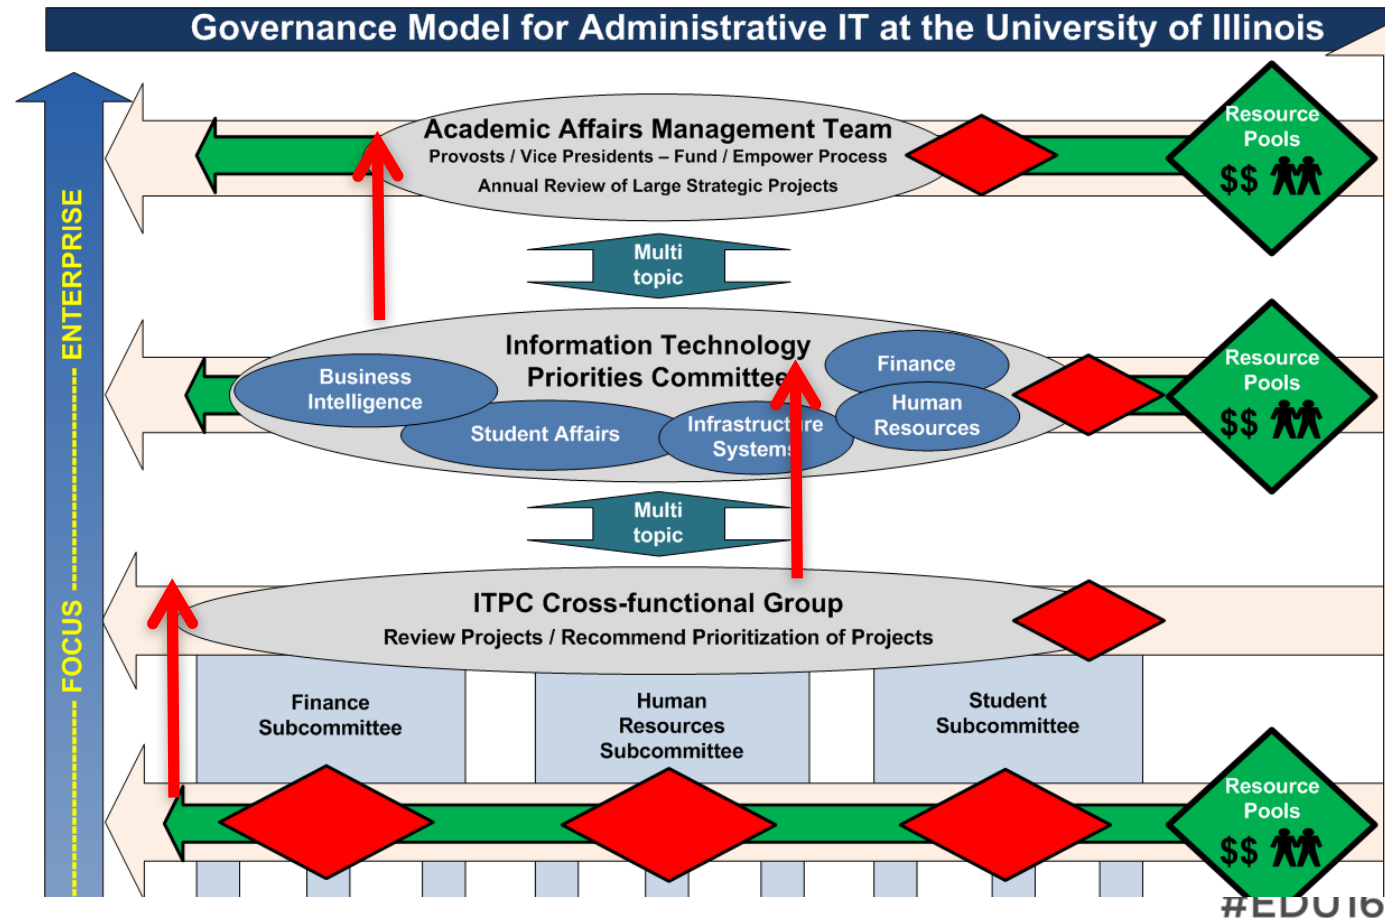 Governance Model for Administrative IT at the University of Illinois
Academic Affairs Management Team
Provosts / Vice Presidents – Fund / Empower Process
Annual Review of Large Strategic Projects
Resource
Pools
$$
Multi
topic
ENTERPRISE
Information Technology
Priorities Committee
Business
Intelligence
Student Affairs
Infrastructure
Systems
Finance
Human
Resources
Resource
Pools
$$
Multi
topic
FOCUS
ITPC Cross-functional Group
Review Projects / Recommend Prioritization of Projects
Finance
Subcommittee
Human
Resources
Subcommittee
Student
Subcommittee
Resource
Pools
$$
#EDU16